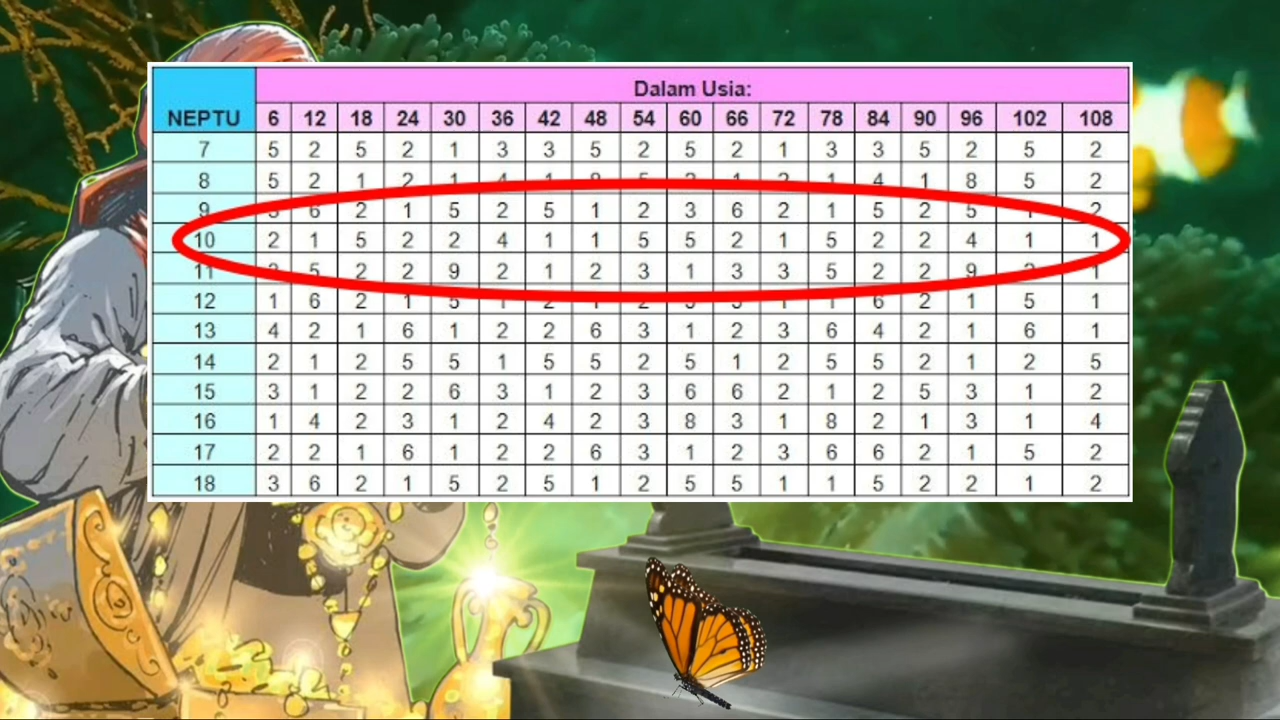 Dalam Usia:
NEPTU 6 12 18 24 30 36 42 48 54 60 66 72 78 84 90 96 102 108
7 5 2 5 2 1 3 3 5 2 5 2 1 3 3 5 2 5 2
8 5 2 1 2 1 4 1 8 5 2 1 2 1 4 1 8 5 2
9 3 6 2 1 5 2 5 1 2 3 6 2 1 5 2 5 1 2
10 2 1 5 2 2 4 1 1 5 5 2 1 5 2 2 4 1 1
11 5 2 2 9 2 1 2 3 1 3 3 5 2 2 9 1
12 1 6 2 1 5 1 2 1 2 1 1 6 2 1 5 1
13 4 2 1 6 1 2 2 6 3 1 2 3 6 4 2 1 6 1
14 2 1 2 5 5 1 5 5 2 5 1 2 5 5 2 1 2 5
15 3 1 2 2 6 3 1 2 3 6 6 2 1 2 5 3 1 2
16 1 4 2 3 1 2 4 2 3 8 3 1 8 2 1 3 1 4
17 2 2 1 6 1 2 2 6 3 1 2 3 6 6 2 1 5 2
18 3 6 2 1 5 2 5 1 2 5 5 1 1 5 2 2 1 2